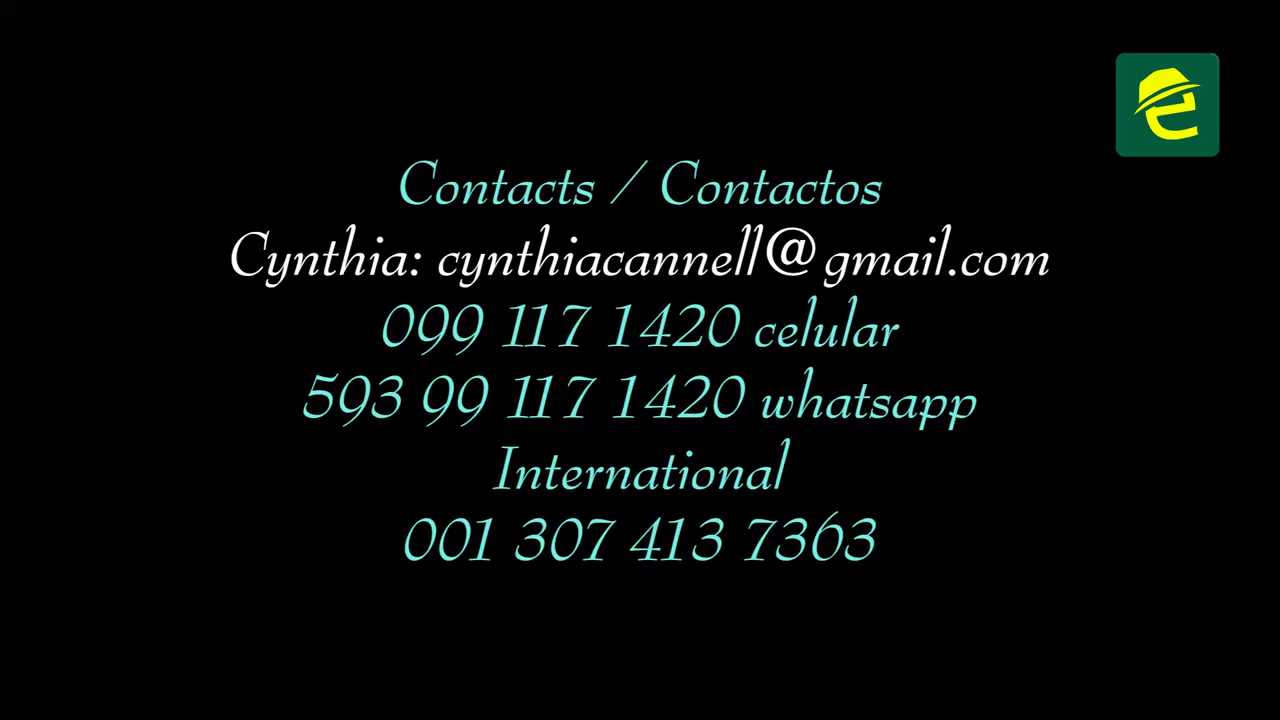 Contacts / Contactos
Cynthia: cynthiacannell@gmail.com
099 117 1420 celular
593 99 117 1420 whatsapp
International
001 307 413 7363